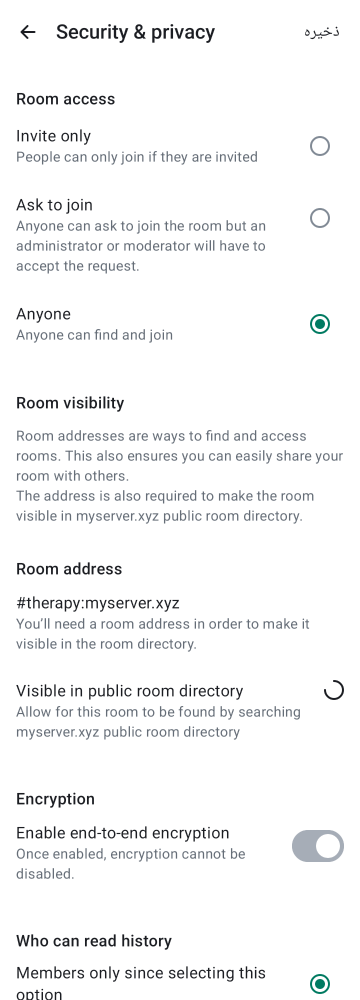 Security & privacy
ذخیره
Room access
Invite only
People can only join if they are invited
Ask to join
Anyone can ask to join the room but an
administrator or moderator will have to
accept the request.
Anyone
Anyone can find and join
Room visibility
Room addresses are ways to find and access
rooms. This also ensures you can easily share your
room with others.
The address is also required to make the room
visible in myserver.xyz public room directory.
Room address
#therapy:myserver.xyz
You’ll need a room address in order to make it
visible in the room directory.
Visible in public room directory
Allow for this room to be found by searching
myserver.xyz public room directory
Encryption
Enable end-to-end encryption
Once enabled, encryption cannot be
disabled.
Who can read history
Members only since selecting this
option